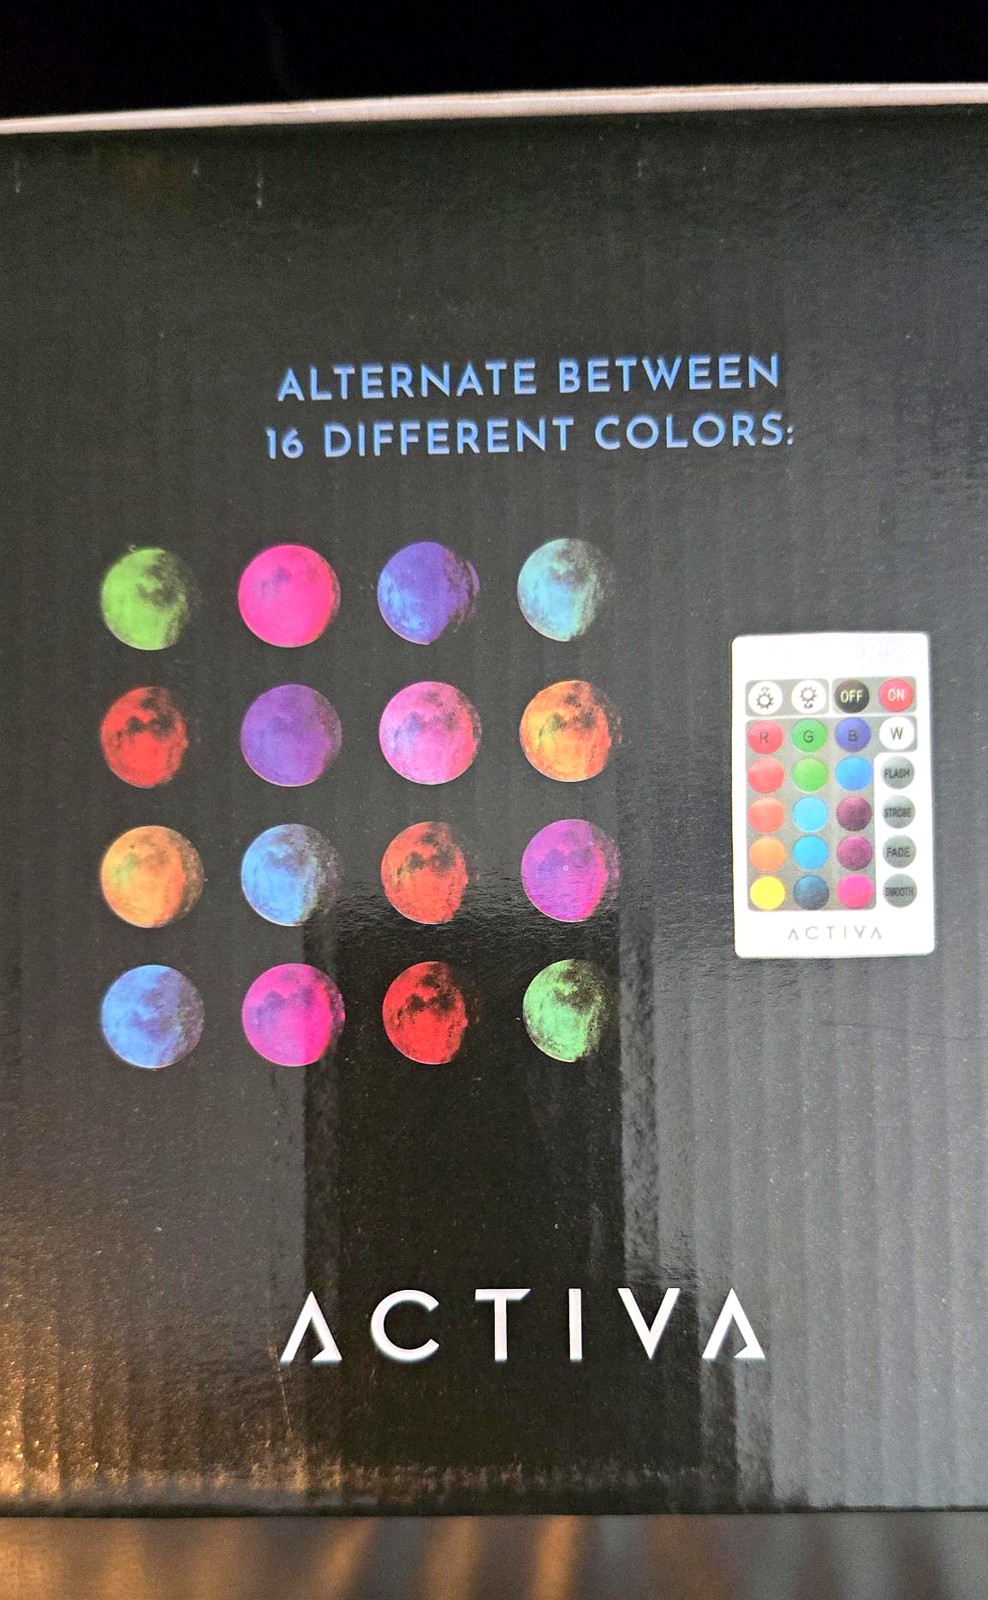 ALTERNATE BETWEEN
16 DIFFERENT COLORS:
OFF ON
R G B W
FLASH
STROBE
FADE
SMOOTH
ACTIVA
ACTIVA